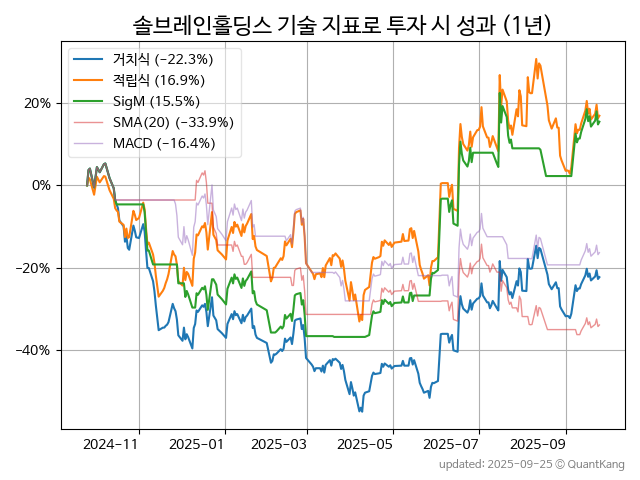 솔브레인홀딩스 기술 지표로 투자 시 성과 (1년)
거치식 (−22.3%)
적립식 (16.9%)
SigM (15.5%)
SMA(20) (−33.9%)
MACD (−16.4%)
20%
0%
−20%
−40%
2024-11 2025-01 2025-03 2025-05 2025-07 2025-09
updated: 2025-09-25 ⓒ QuantKang